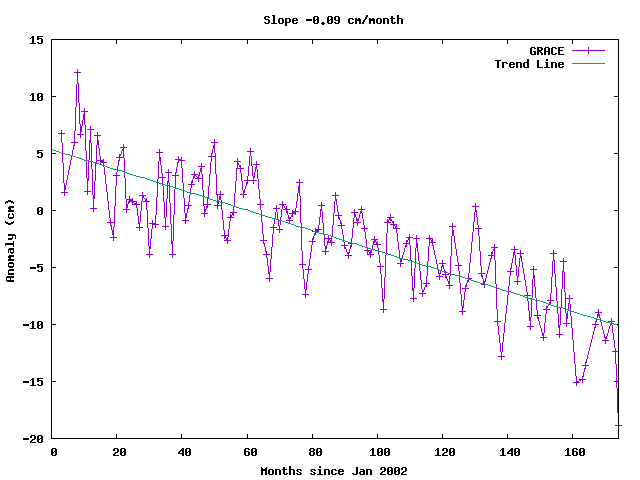 Slope -0.09 cm/month
GRACE
Trend Line
15
10
5
0
-5
-10
-15
-20
Anomaly (cm)
0 20 40 60 80 100 120 140 160
Months since Jan 2002